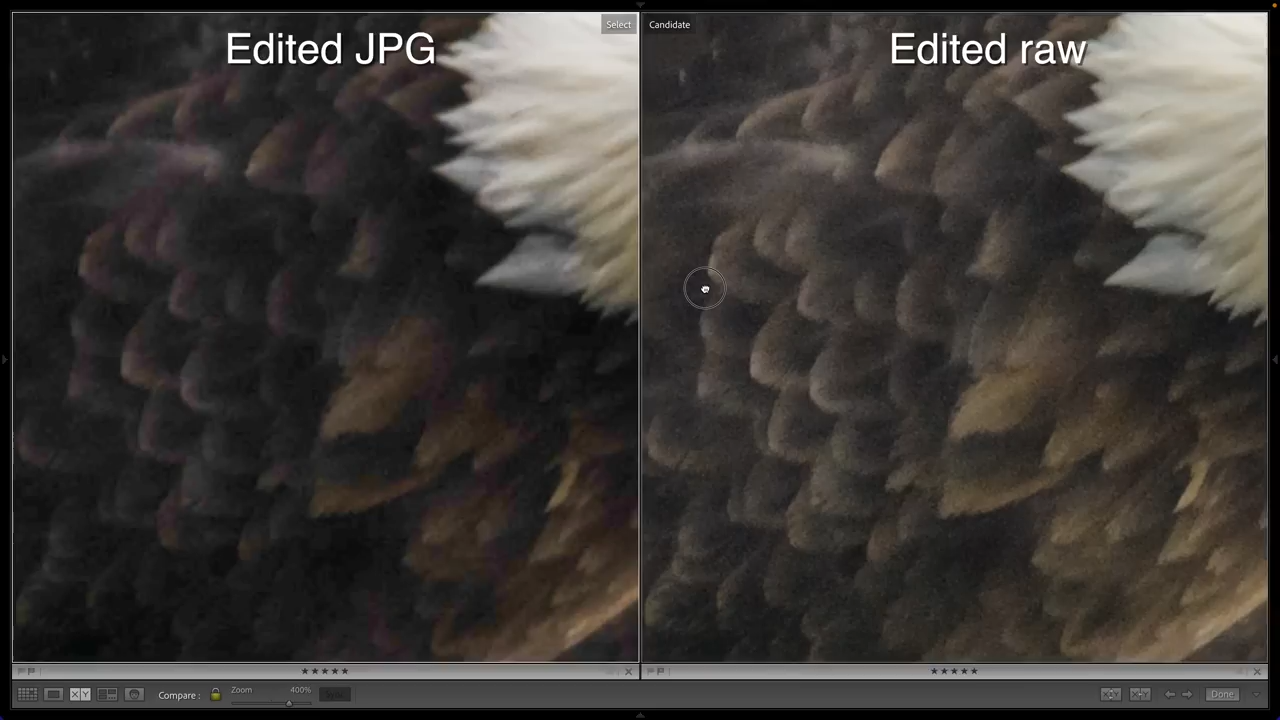 Select
Candidate
Edited JPG
Edited raw
Compare :
Zoom
400%
Done